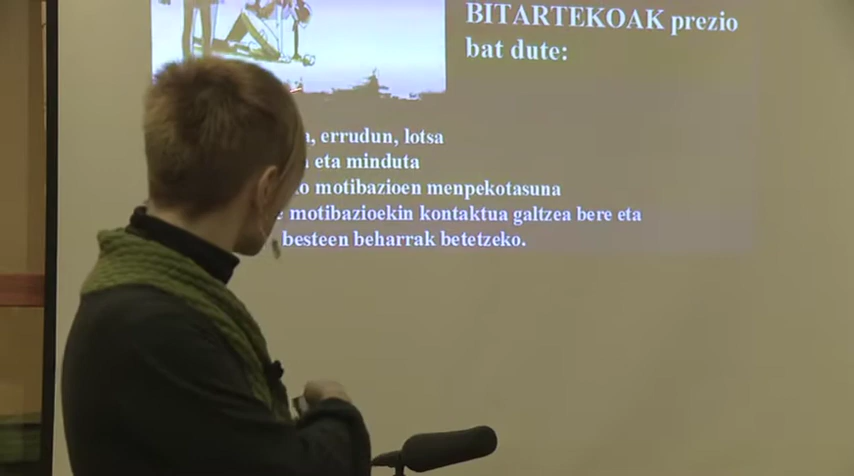 BITARTEKOAK prezio
bat dute:
errudun, lotsa
eta minduta
motibazioen menpekotasuna
motibazioekin kontaktua galtzea bere eta
besteen beharrak betetzeko.